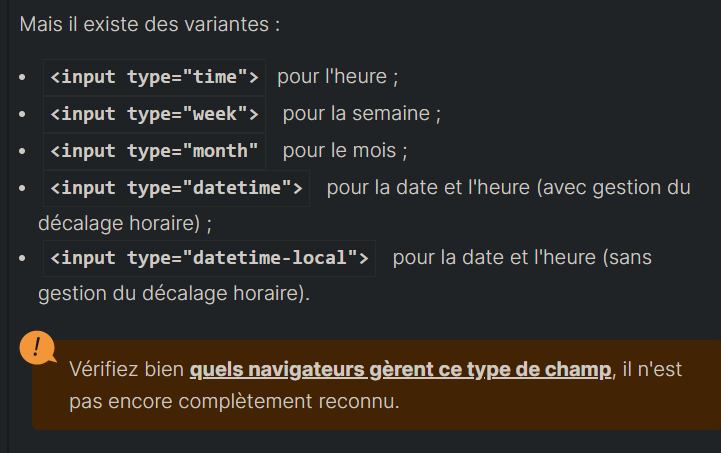 Mais il existe des variantes :
<input type="time"> pour l'heure ;
<input type="week"> pour la semaine ;
<input type="month" pour le mois ;
<input type="datetime"> pour la date et l'heure (avec gestion du
décalage horaire) ;
<input type="datetime-local"> pour la date et l'heure (sans
gestion du décalage horaire).
!
Vérifiez bien quels navigateurs gèrent ce type de champ, il n'est
pas encore complètement reconnu.